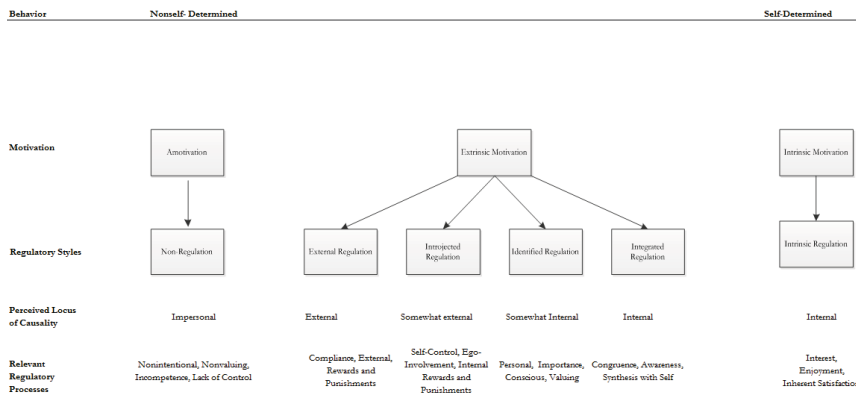 Behavior Nonself- Determined Self-Determined
Motivation
Amotivation
Extrinsic Motivation
Intrinsic Motivation
Regulatory Styles
Non-Regulation
External Regulation
Introjected
Regulation
Identified Regulation
Integrated
Regulation
Intrinsic Regulation
Perceived Locus
of Causality
Impersonal
External
Somewhat external
Somewhat Internal
Internal
Internal
Relevant
Regulatory
Processes
Nonintentional, Nonvaluing,
Incompetence, Lack of Control
Compliance, External,
Rewards and
Punishments
Self-Control, Ego-
Involvement, Internal
Rewards and
Punishments
Personal, Importance,
Conscious, Valuing
Congruence, Awareness,
Synthesis with Self
Interest,
Enjoyment,
Inherent Satisfactio